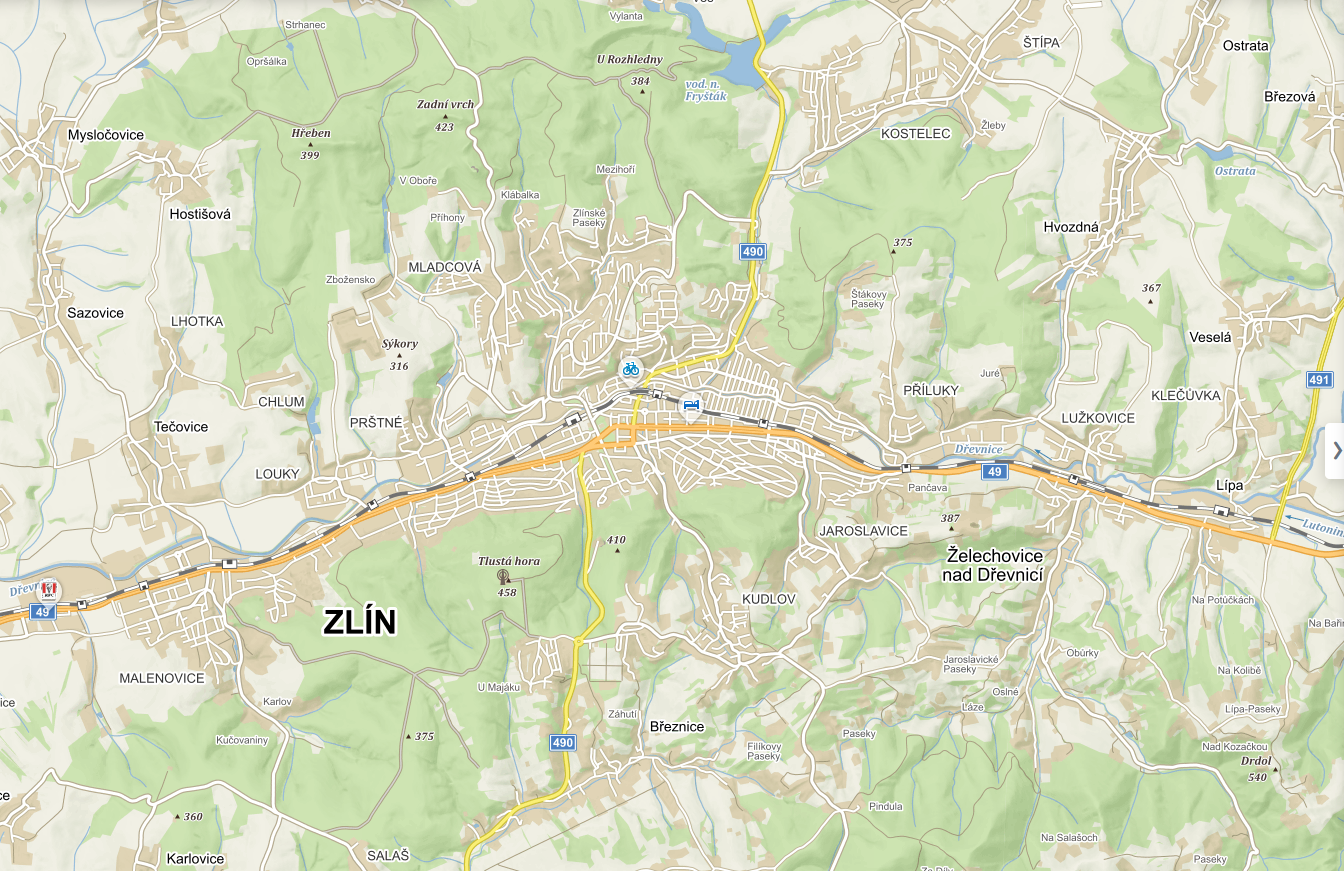 Vylanta
Strhanec
ŠTÍPA
Ostrata
Opršálka
U Rozhledny
384
vod. n.
Fryšták
Březová
Zadní vrch
423
Hřeben
399
Mysločovice
KOSTELEC
Žleby
Mezihoří
Ostrata
V Oboře
Klábalka
Hostišová
Příhony
Zlínské
Paseky
Hvozdná
375
490
MLADCOVÁ
Zbožensko
367
Štákovy
Paseky
Sazovice
LHOTKA
Veselá
Sýkory
316
Juré
491
PŘÍLUKY
KLEČŮVKA
CHLUM
LUŽKOVICE
PRŠTNÉ
Tečovice
Dřevnice
LOUKY
49
Pančava
Lípa
387
JAROSLAVICE
410
Želechovice
nad Dřevnicí
Tlustá hora
458
KUDLOV
Na Potůčkách
49
ZLÍN
Obůrky
Jaroslavické
Paseky
Na Kolibě
MALENOVICE
U Majáku
Oslné
Karlov
Láze
Lípa-Paseky
Záhutí
Březnice
375
Paseky
Kučovaniny
490
Filíkovy
Paseky
Nad Kozačkou
Drdol
540
Pindula
360
Na Salašoch
SALAŠ
Karlovice
Paseky